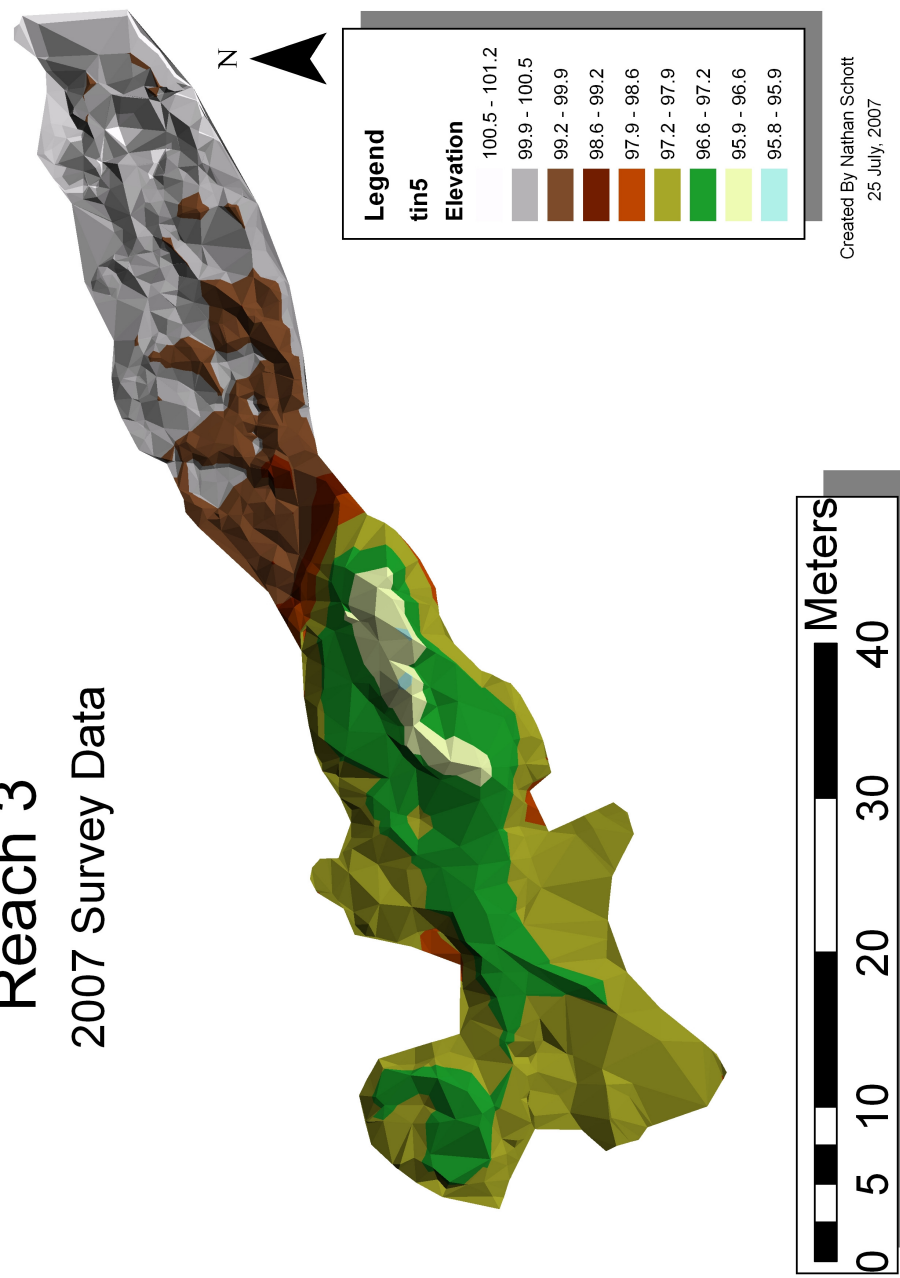 Reach 3
2007 Survey Data
N
Legend
tin5
Elevation
100.5 - 101.2
99.9 - 100.5
99.2 - 99.9
98.6 - 99.2
97.9 - 98.6
97.2 - 97.9
96.6 - 97.2
95.9 - 96.6
95.8 - 95.9
Created By Nathan Schott
25 July, 2007
Meters
0 5 10 20 30 40